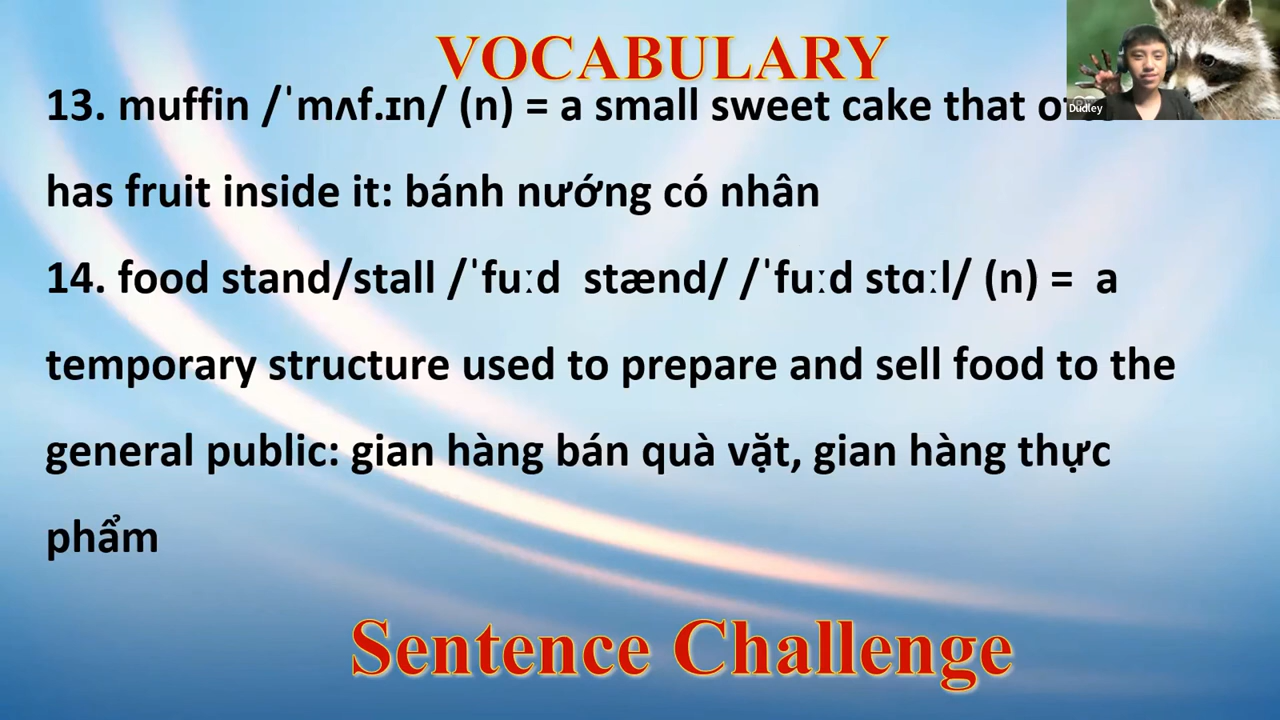 VOCABULARY
13. muffin /ˈmʌf.ɪn/ (n) = a small sweet cake that
Dudley
has fruit inside it: bánh nướng có nhân
14. food stand/stall /ˈfuːd stænd/ /ˈfuːd stɑːl/ (n) = a
temporary structure used to prepare and sell food to the
general public: gian hàng bán quà vặt, gian hàng thực
phẩm
Sentence Challenge